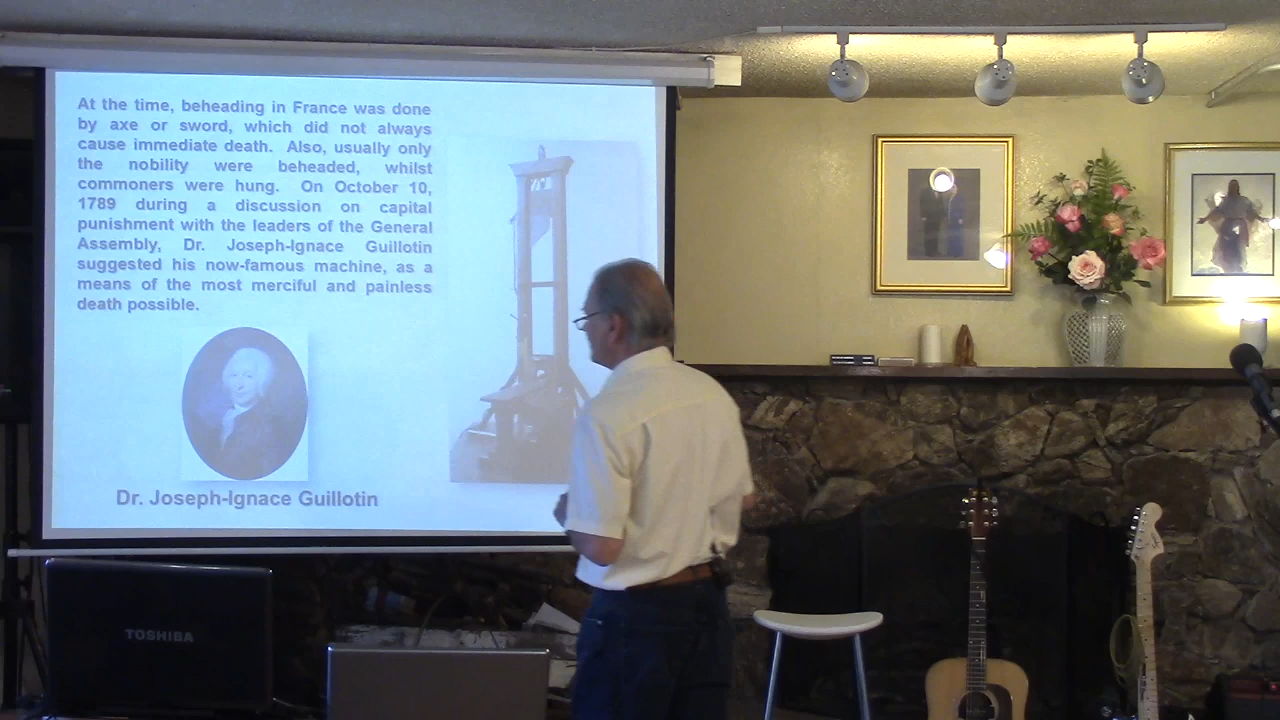 At the time, beheading in France was done
by axe or sword, which did not always
cause immediate death. Also, usually only
the nobility were beheaded, whilst
commoners were hung. On October 10,
1789 during a discussion on capital
punishment with the leaders of the General
Assembly, Dr. Joseph-Ignace Guillotin
suggested his now-famous machine, as a
means of the most merciful and painless
death possible.
Dr. Joseph-Ignace Guillotin
TOSHIBA